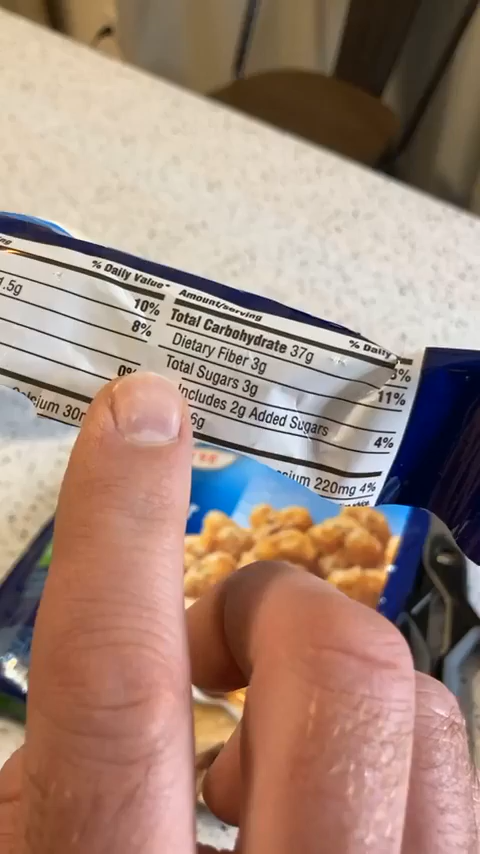 % Daily Value*
1.5g
10%
8%
0%
30m
Amount/serving
% Daily
Total Carbohydrate 37g
Dietary Fiber 3g
11%
Total Sugars 3g
Includes 2g Added Sugars
4%
6g
220mg 4%